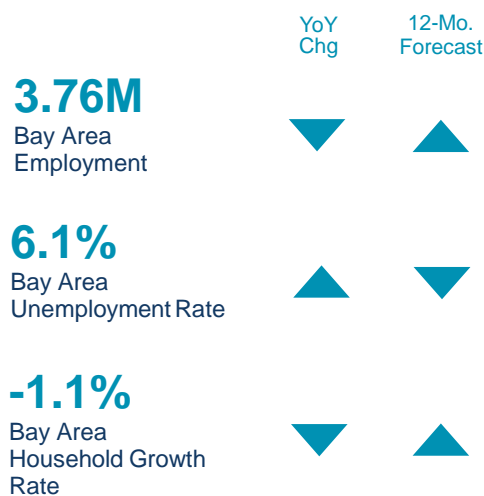 YoY
Chg
12-Mo.
Forecast
3.76M
Bay Area
Employment
6.1%
Bay Area
Unemployment Rate
-1.1%
Bay Area
Household Growth
Rate